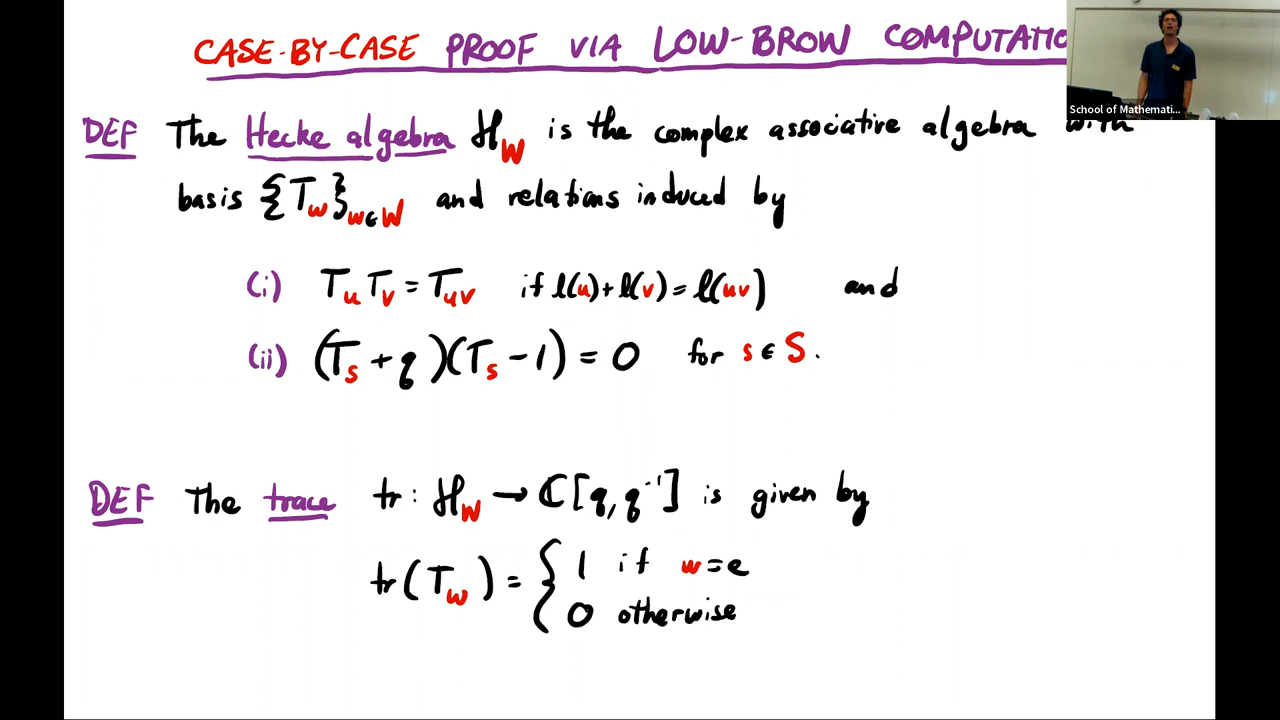 CASE-BY-CASE PROOF VIA LOW-BROW COMPUTATIO
School of Mathemati...
DEF The Hecke algebra ℋ_W is the complex associative algebra with
basis {T_w}_{w∈W} and relations induced by
(i) T_u T_v = T_{uv} if ℓ(u)+ℓ(v)=ℓ(uv) and
(ii) (T_s + q)(T_s - 1) = 0 for s ∈ S.
DEF The trace tr : ℋ_W → ℂ[q,q⁻¹] is given by
tr(T_w) = { 1 if w=e
0 otherwise